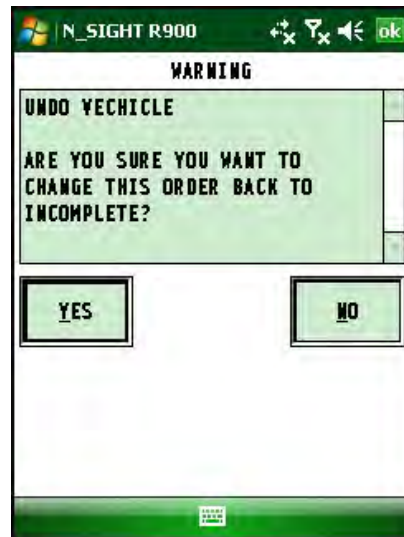 N_SIGHT R900
ok
WARNING
UNDO VECHICLE
ARE YOU SURE YOU WANT TO
CHANGE THIS ORDER BACK TO
INCOMPLETE?
YES
NO